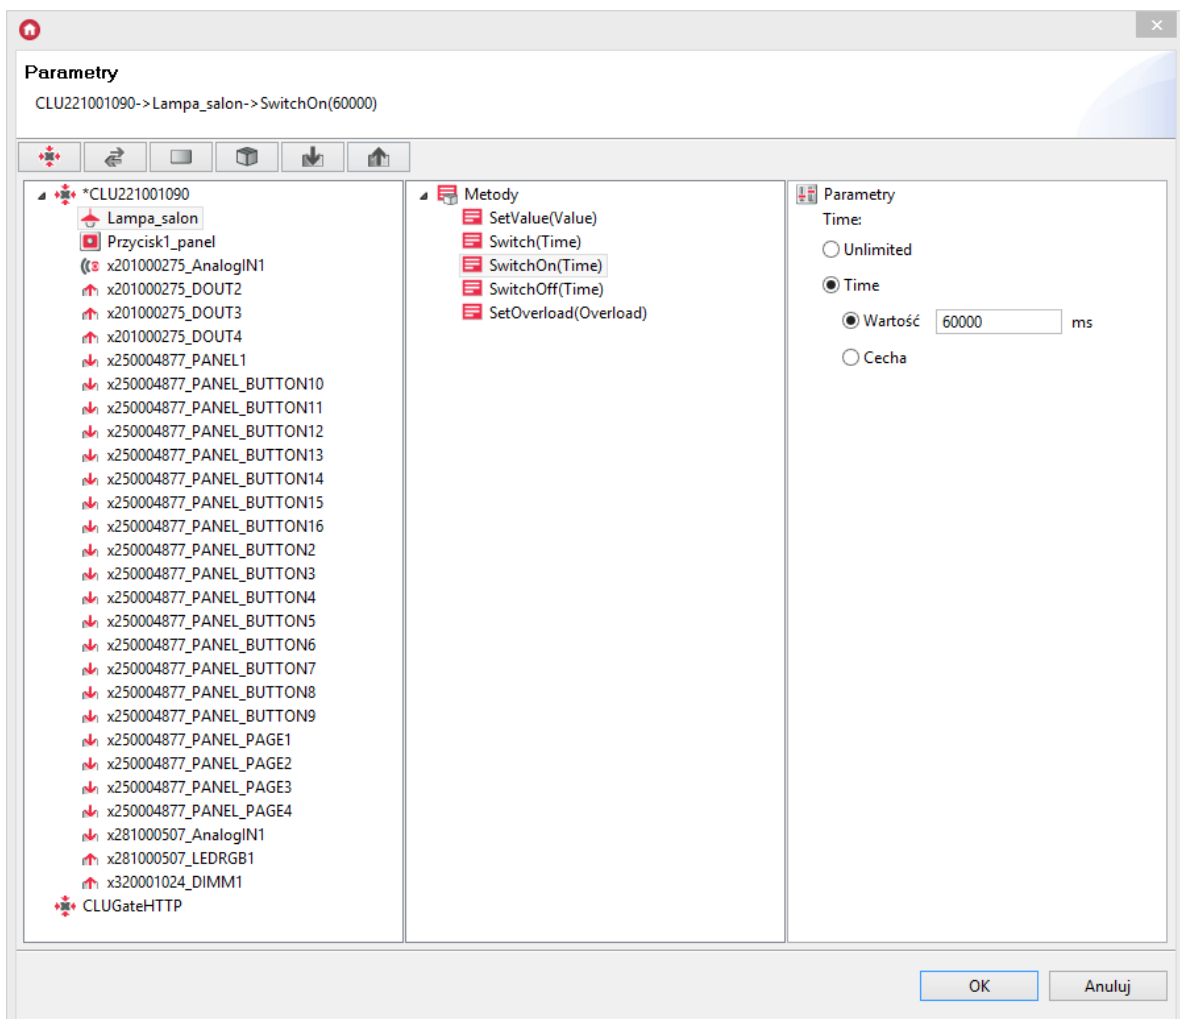 Parametry
CLU221001090->Lampa_salon->SwitchOn(60000)
*CLU221001090
Lampa_salon
Przycisk1_panel
x201000275_AnalogIN1
x201000275_DOUT2
x201000275_DOUT3
x201000275_DOUT4
x250004877_PANEL1
x250004877_PANEL_BUTTON10
x250004877_PANEL_BUTTON11
x250004877_PANEL_BUTTON12
x250004877_PANEL_BUTTON13
x250004877_PANEL_BUTTON14
x250004877_PANEL_BUTTON15
x250004877_PANEL_BUTTON16
x250004877_PANEL_BUTTON2
x250004877_PANEL_BUTTON3
x250004877_PANEL_BUTTON4
x250004877_PANEL_BUTTON5
x250004877_PANEL_BUTTON6
x250004877_PANEL_BUTTON7
x250004877_PANEL_BUTTON8
x250004877_PANEL_BUTTON9
x250004877_PANEL_PAGE1
x250004877_PANEL_PAGE2
x250004877_PANEL_PAGE3
x250004877_PANEL_PAGE4
x281000507_AnalogIN1
x281000507_LEDRGB1
x320001024_DIMM1
CLUGateHTTP
Metody
SetValue(Value)
Switch(Time)
SwitchOn(Time)
SwitchOff(Time)
SetOverload(Overload)
Parametry
Time:
Unlimited
Time
Wartość 60000 ms
Cecha
OK Anuluj